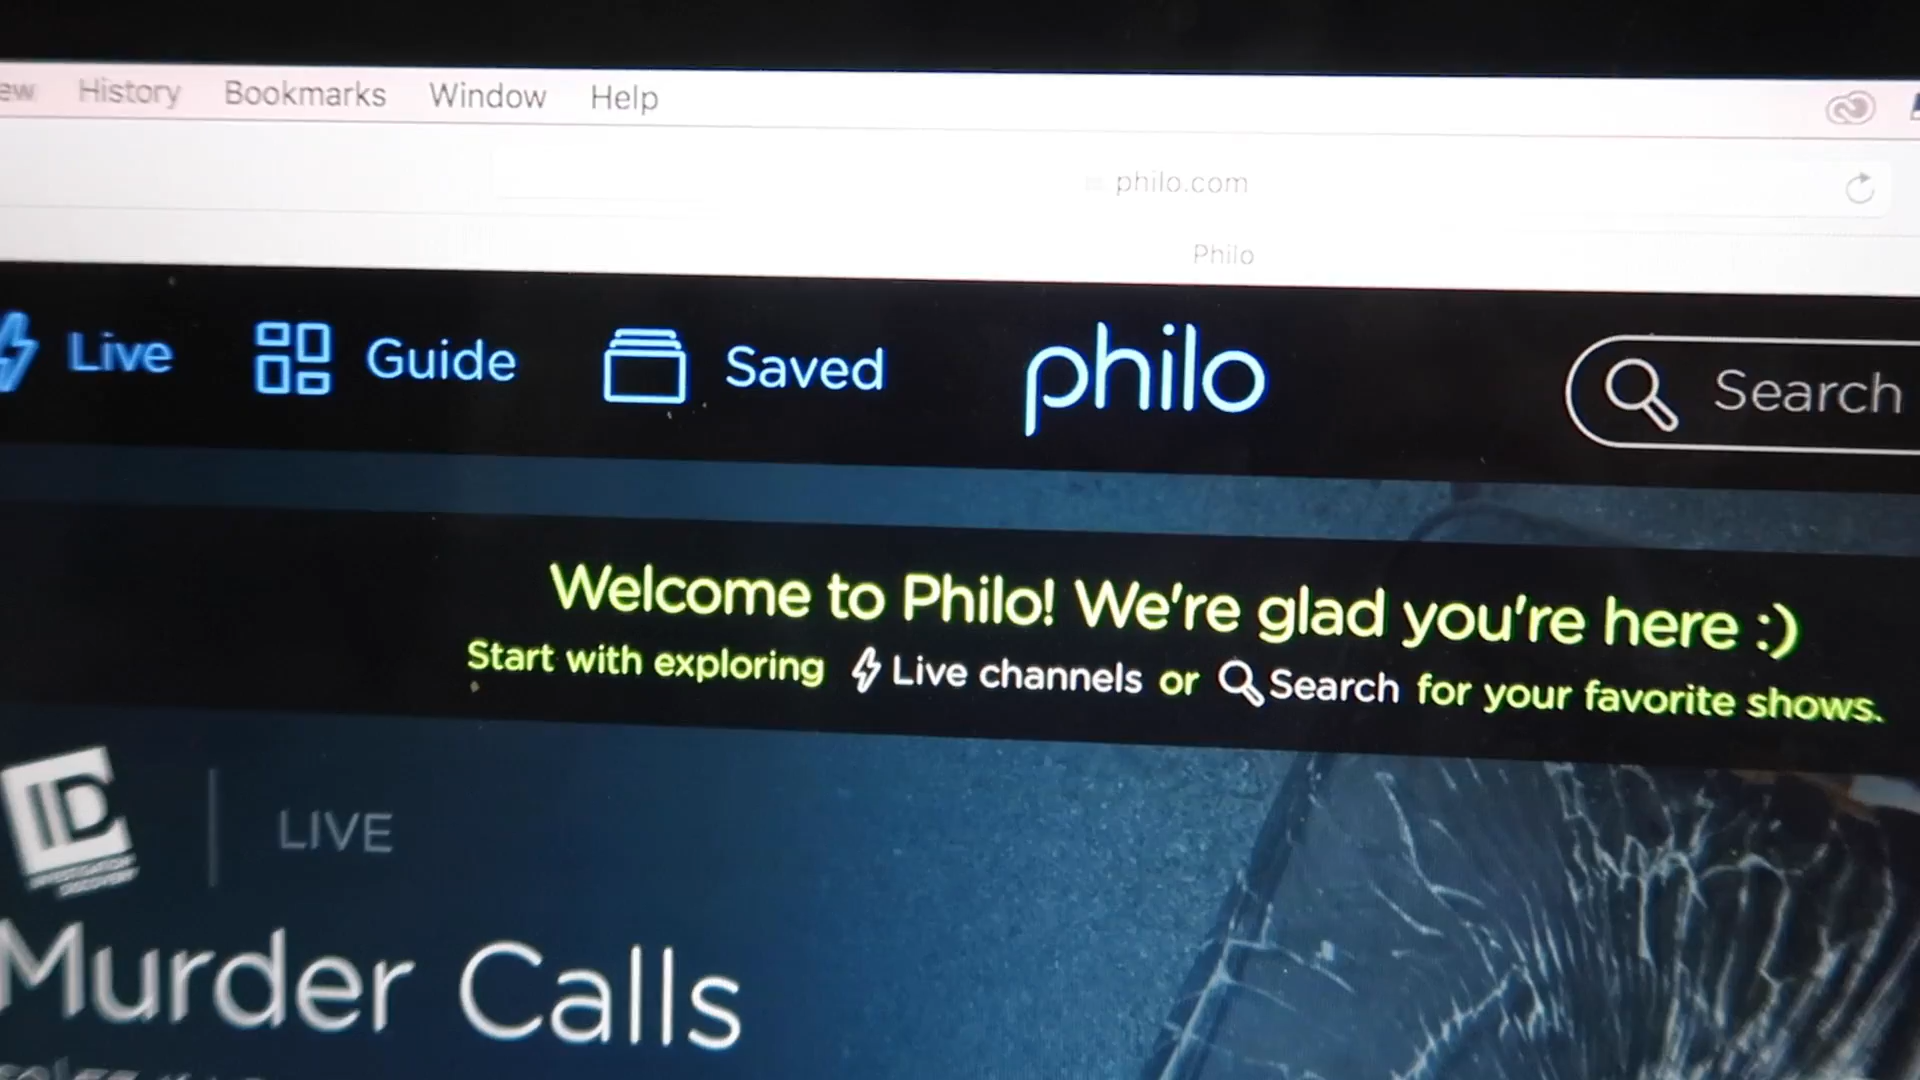 History Bookmarks Window Help
philo.com
Philo
Live Guide Saved philo Search
Welcome to Philo! We're glad you're here :)
Start with exploring Live channels or Search for your favorite shows.
ID LIVE
Murder Calls